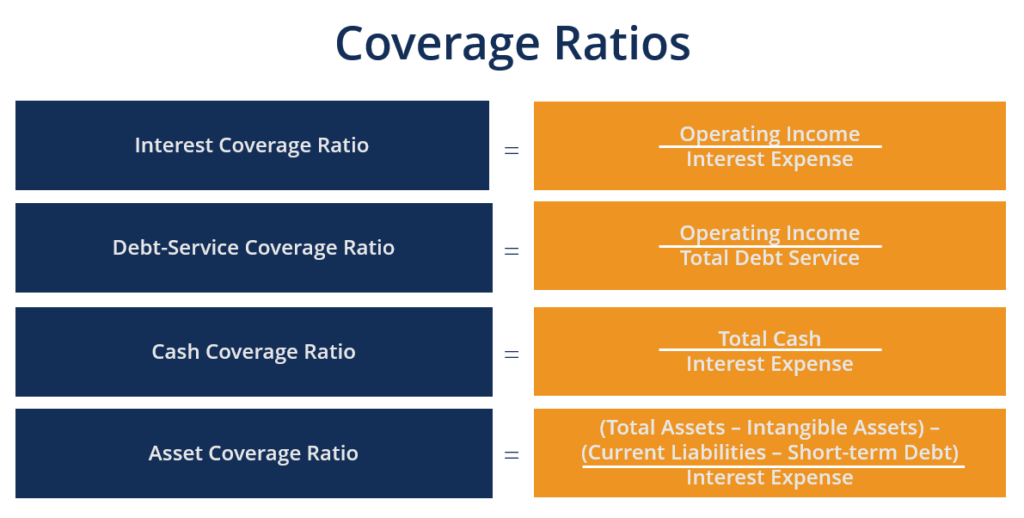 Coverage Ratios
Interest Coverage Ratio
=
Operating Income
Interest Expense
Debt-Service Coverage Ratio
=
Operating Income
Total Debt Service
Cash Coverage Ratio
=
Total Cash
Interest Expense
Asset Coverage Ratio
=
(Total Assets – Intangible Assets) –
(Current Liabilities – Short-term Debt)
Interest Expense